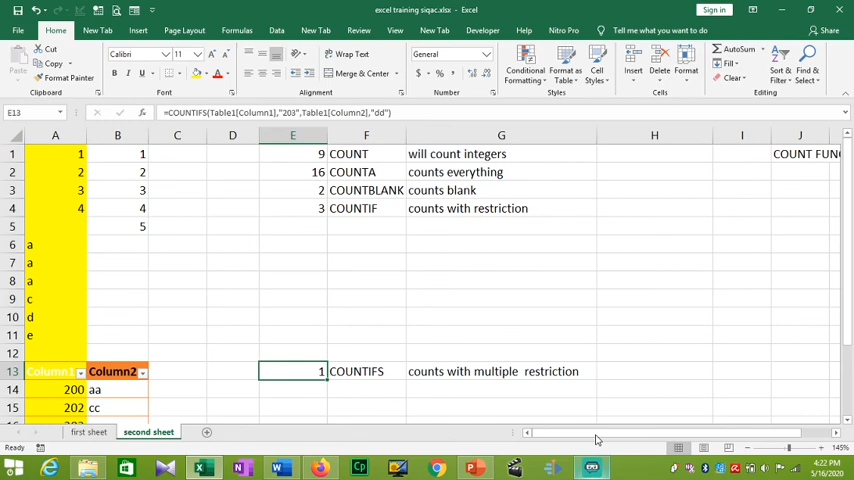 excel training siqac.xlsx - Excel
Sign in
File Home New Tab Insert Page Layout Formulas Data New Tab Review View New Tab Nitro Pro Tell me what you want to do Share
Paste
Cut
Copy
Format Painter
Clipboard
Calibri 11
B I U
Font
Wrap Text
Merge & Center
Alignment
General
$ % ,
Number
Conditional Formatting
Format as Table
Cell Styles
Styles
Insert Delete Format
Cells
AutoSum
Fill
Clear
Sort & Filter
Find & Select
Editing
E13 fx =COUNTIFS(Table1[Column1],"203",Table1[Column2],"dd")
A B C D E F G H I J
1 1 1 9 COUNT will count integers COUNT FUN
2 2 2 16 COUNTA counts everything
3 3 3 2 COUNTBLANK counts blank
4 4 4 3 COUNTIF counts with restriction
5 5
6 a
7 a
8 a
9 c
10 d
11 e
12
13 Column1 Column2 1 COUNTIFS counts with multiple restriction
14 200 aa
15 202 cc
first sheet second sheet
Ready 145%
4:22 PM
5/16/2020